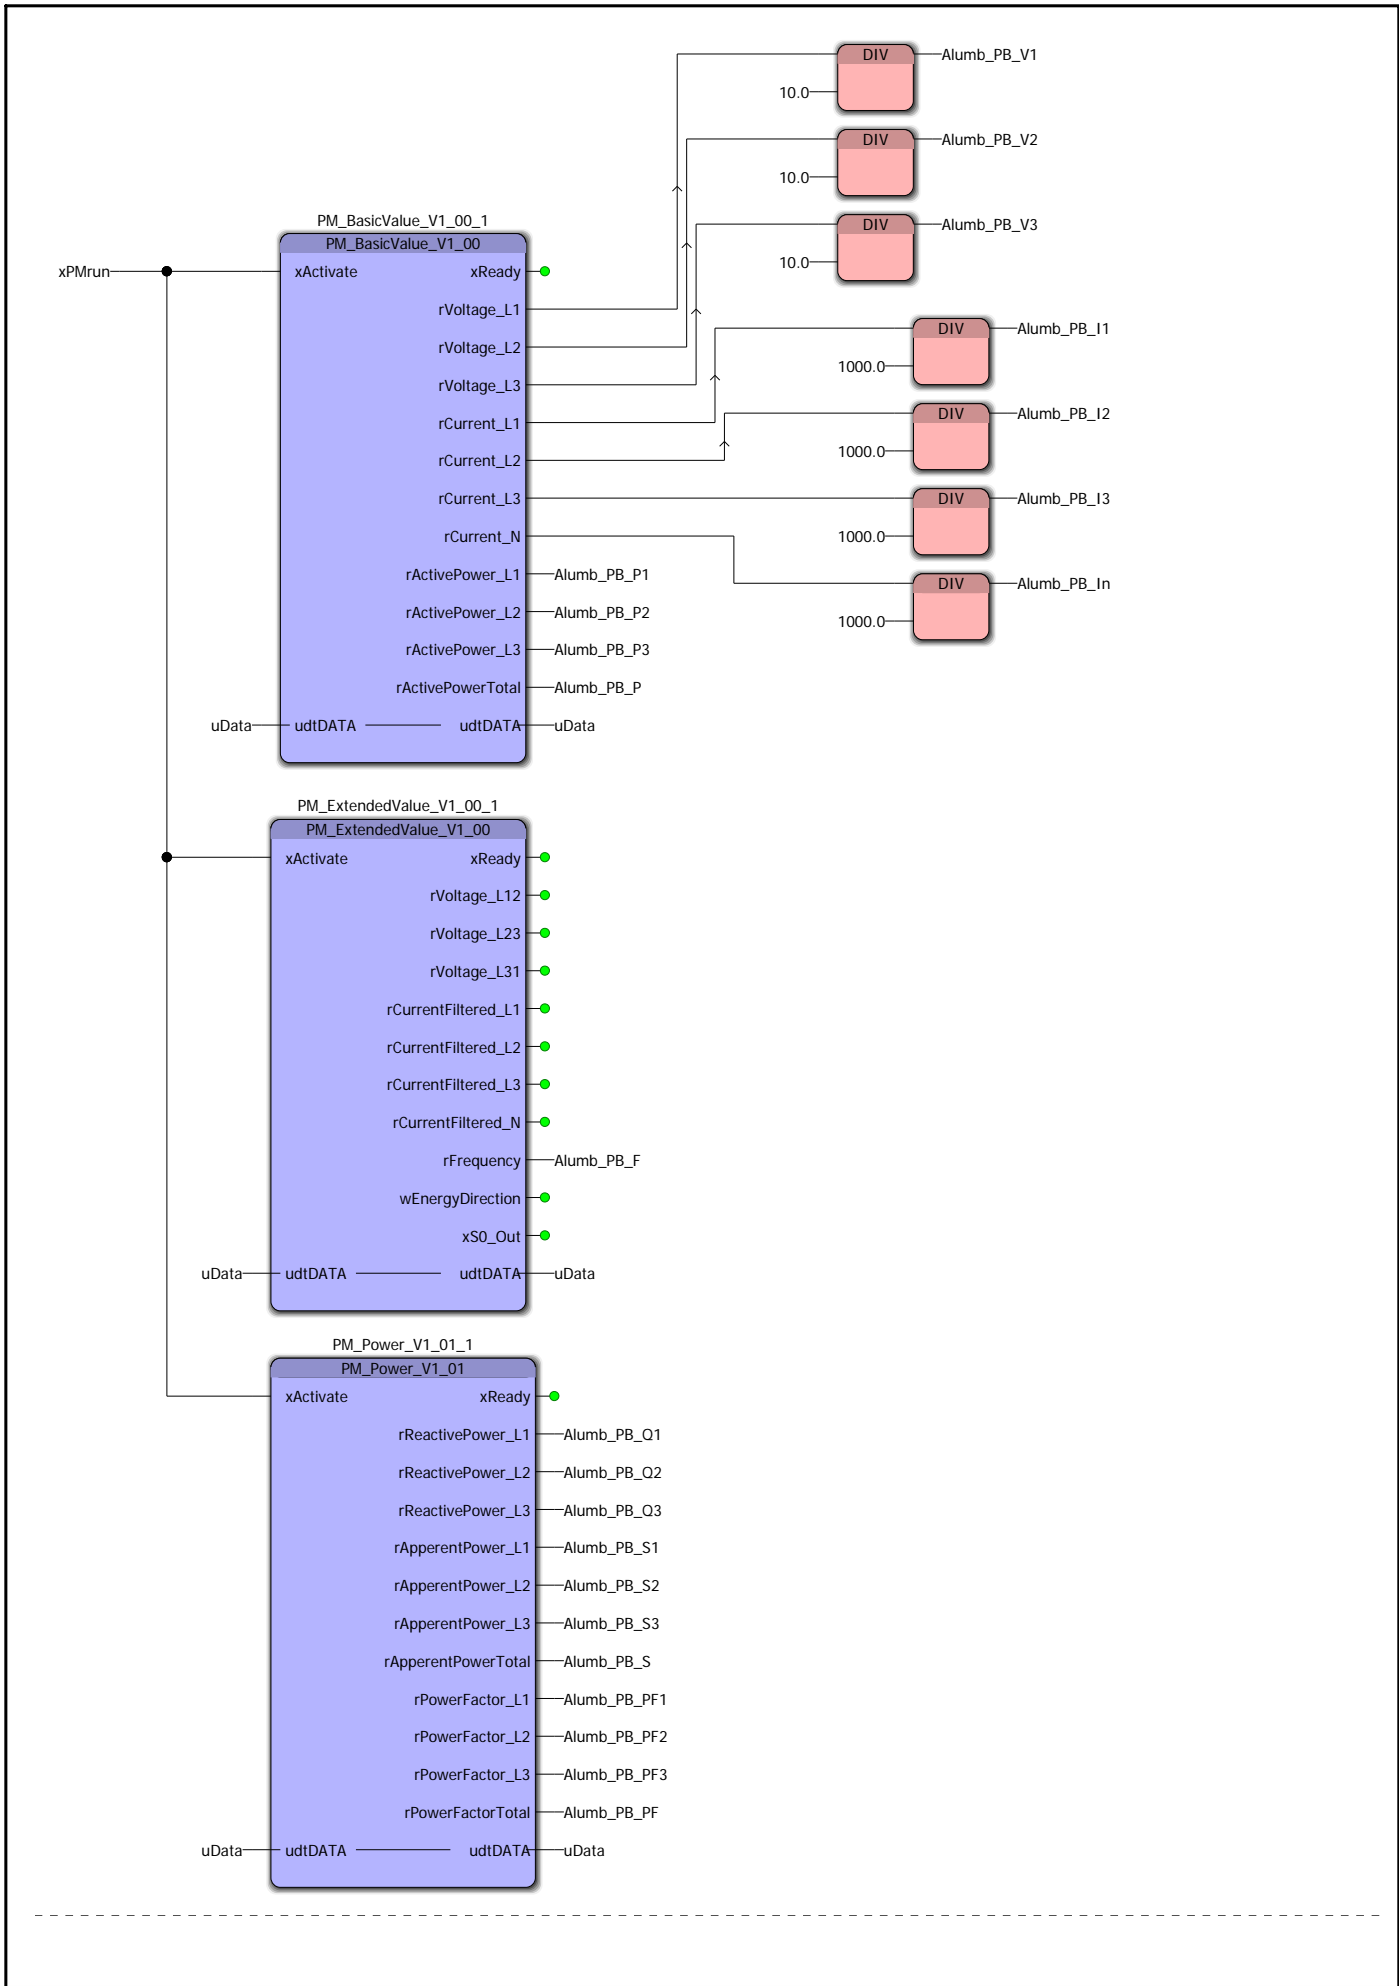 DIV Alumb_PB_V1
10.0
DIV Alumb_PB_V2
10.0
DIV Alumb_PB_V3
10.0
PM_BasicValue_V1_00_1
PM_BasicValue_V1_00
xPMrun xActivate xReady
rVoltage_L1
rVoltage_L2
rVoltage_L3
rCurrent_L1
rCurrent_L2
rCurrent_L3
rCurrent_N
rActivePower_L1 Alumb_PB_P1
rActivePower_L2 Alumb_PB_P2
rActivePower_L3 Alumb_PB_P3
rActivePowerTotal Alumb_PB_P
uData udtDATA udtDATA uData
DIV Alumb_PB_I1
1000.0
DIV Alumb_PB_I2
1000.0
DIV Alumb_PB_I3
1000.0
DIV Alumb_PB_In
1000.0
PM_ExtendedValue_V1_00_1
PM_ExtendedValue_V1_00
xActivate xReady
rVoltage_L12
rVoltage_L23
rVoltage_L31
rCurrentFiltered_L1
rCurrentFiltered_L2
rCurrentFiltered_L3
rCurrentFiltered_N
rFrequency Alumb_PB_F
wEnergyDirection
xS0_Out
uData udtDATA udtDATA uData
PM_Power_V1_01_1
PM_Power_V1_01
xActivate xReady
rReactivePower_L1 Alumb_PB_Q1
rReactivePower_L2 Alumb_PB_Q2
rReactivePower_L3 Alumb_PB_Q3
rApperentPower_L1 Alumb_PB_S1
rApperentPower_L2 Alumb_PB_S2
rApperentPower_L3 Alumb_PB_S3
rApperentPowerTotal Alumb_PB_S
rPowerFactor_L1 Alumb_PB_PF1
rPowerFactor_L2 Alumb_PB_PF2
rPowerFactor_L3 Alumb_PB_PF3
rPowerFactorTotal Alumb_PB_PF
uData udtDATA udtDATA uData